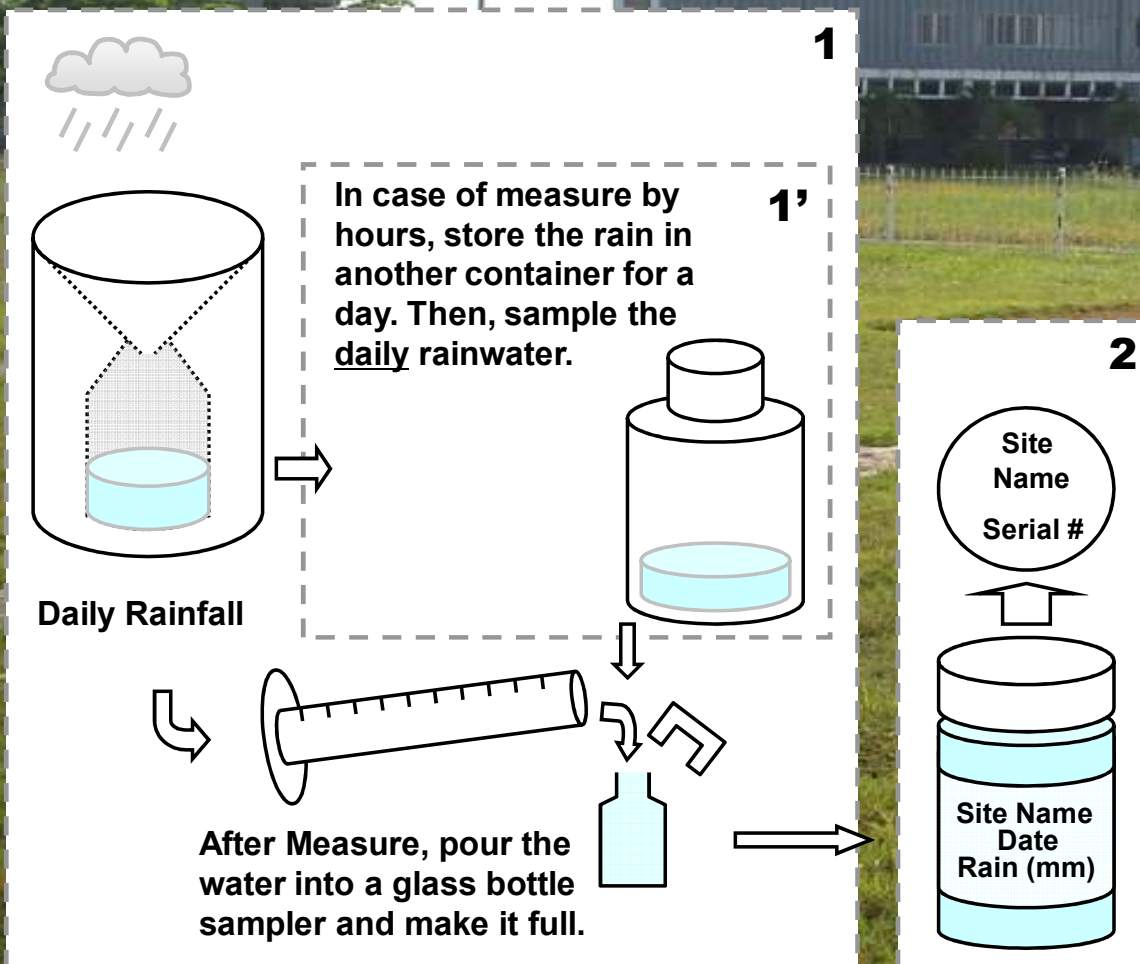 1
In case of measure by
hours, store the rain in
another container for a
day. Then, sample the
daily rainwater.
1’
Daily Rainfall
After Measure, pour the
water into a glass bottle
sampler and make it full.
2
Site
Name
Serial #
Site Name
Date
Rain (mm)